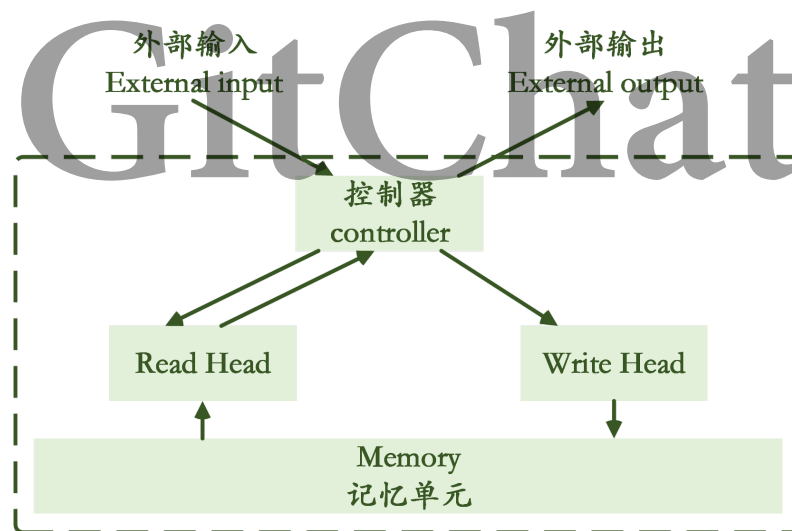 GitChat
外部输入
External input
外部输出
External output
控制器
controller
Read Head
Write Head
Memory
记忆单元